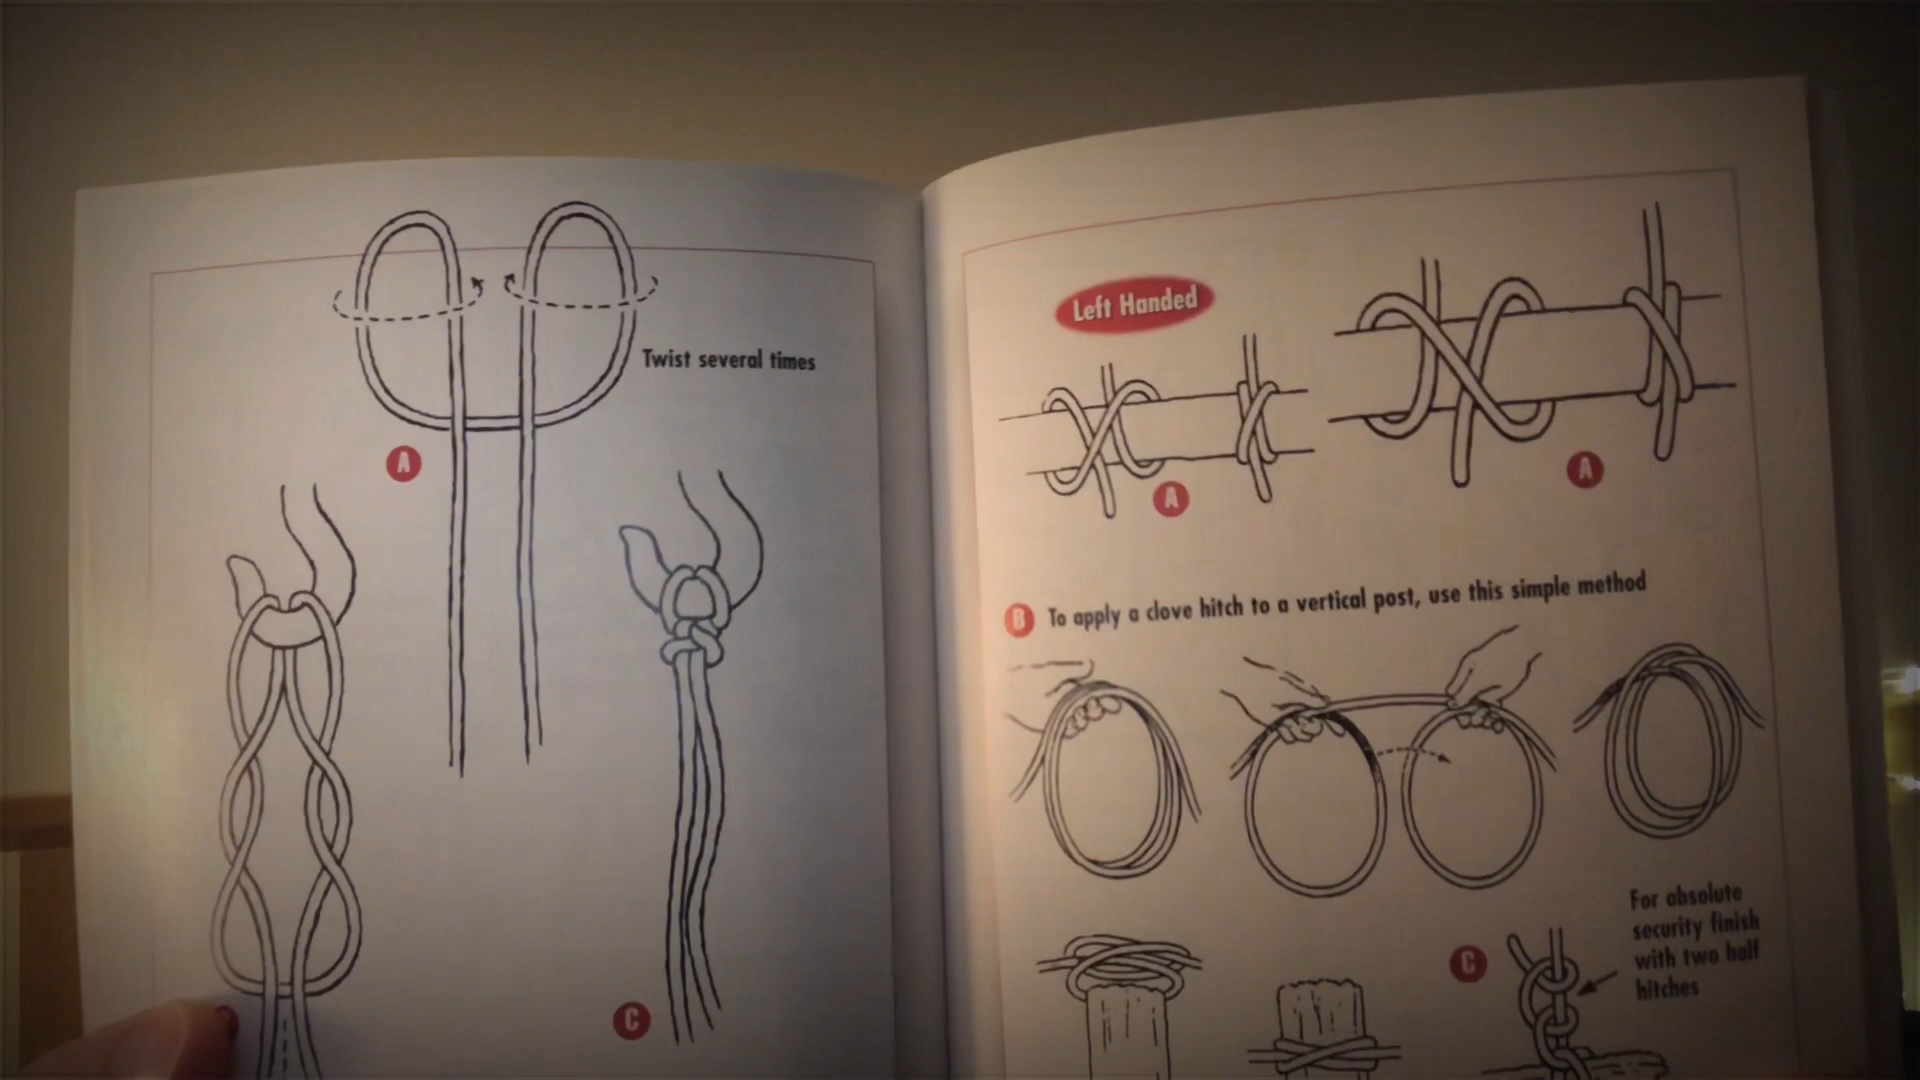 Twist several times
A
C
Left Handed
A
A
B To apply a clove hitch to a vertical post, use this simple method
C
For absolute
security finish
with two half
hitches